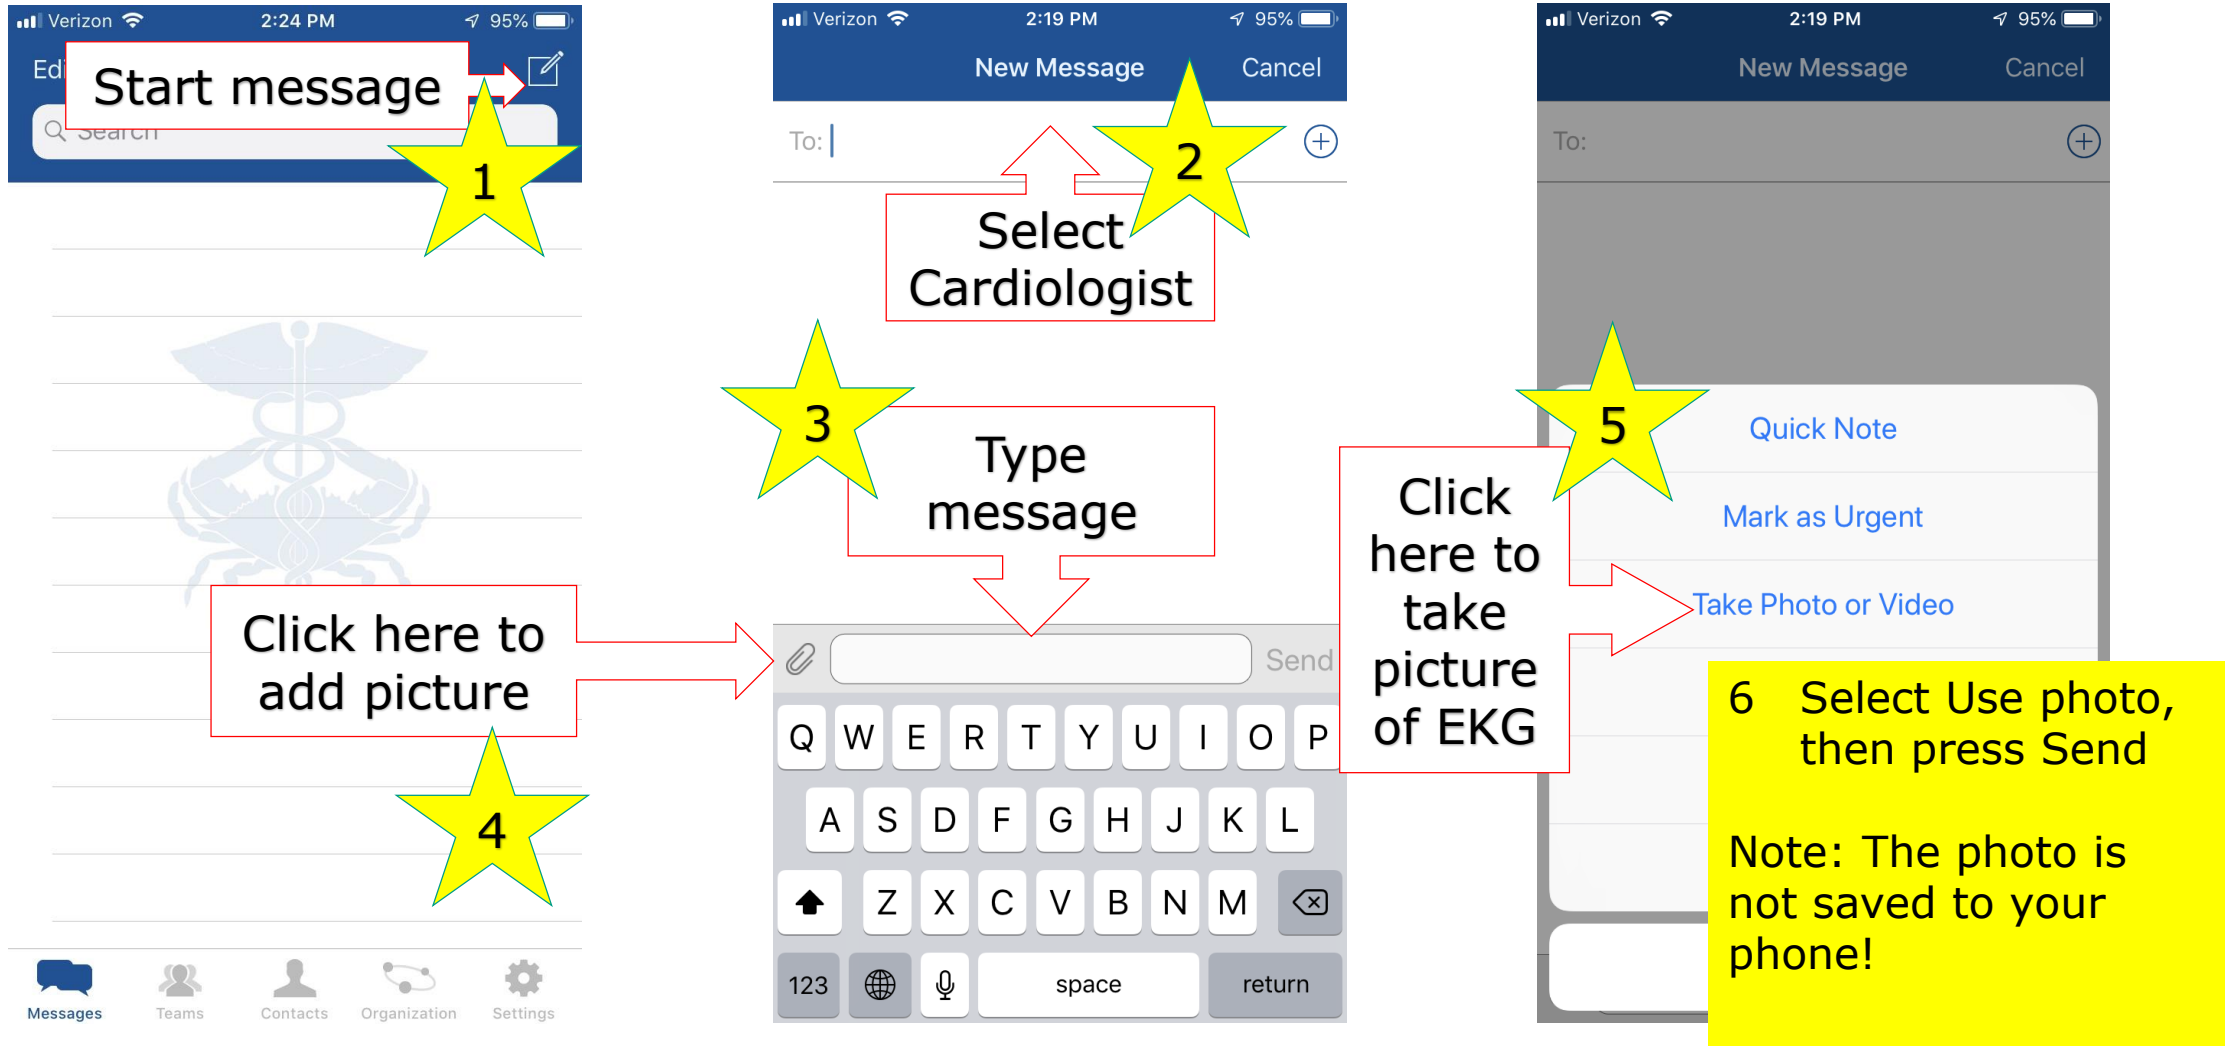 Verizon 2:24 PM 95%
Edi
Start message
Search
1
Click here to
add picture
4
Messages Teams Contacts Organization Settings
Verizon 2:19 PM 95%
New Message Cancel
To:
2
Select
Cardiologist
3
Type
message
Send
Q W E R T Y U I O P
A S D F G H J K L
Z X C V B N M
123 space return
Verizon 2:19 PM 95%
New Message Cancel
To:
5
Quick Note
Mark as Urgent
Take Photo or Video
Click
here to
take
picture
of EKG
6 Select Use photo,
then press Send
Note: The photo is
not saved to your
phone!